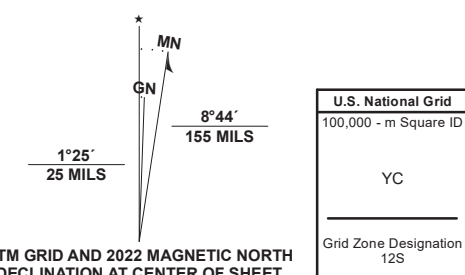 ★
MN
GN
8°44´
155 MILS
1°25´
25 MILS
TM GRID AND 2022 MAGNETIC NORTH
DECLINATION AT CENTER OF SHEET
U.S. National Grid
100,000 - m Square ID
YC
Grid Zone Designation
12S